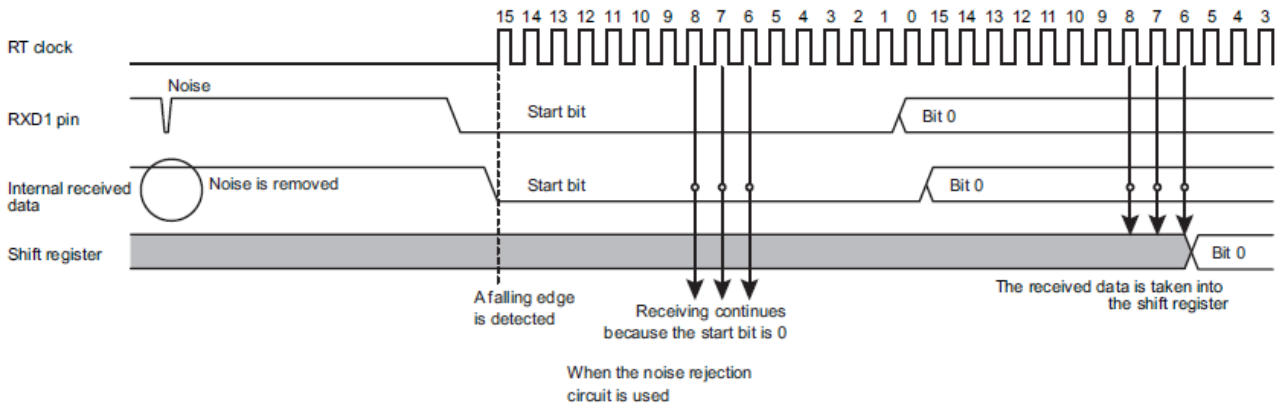 15 14 13 12 11 10 9 8 7 6 5 4 3 2 1 0 15 14 13 12 11 10 9 8 7 6 5 4 3
RT clock
Noise
RXD1 pin
Start bit
Bit 0
Internal received
data
Noise is removed
Start bit
Bit 0
Shift register
Bit 0
A falling edge
is detected
Receiving continues
because the start bit is 0
The received data is taken into
the shift register
When the noise rejection
circuit is used